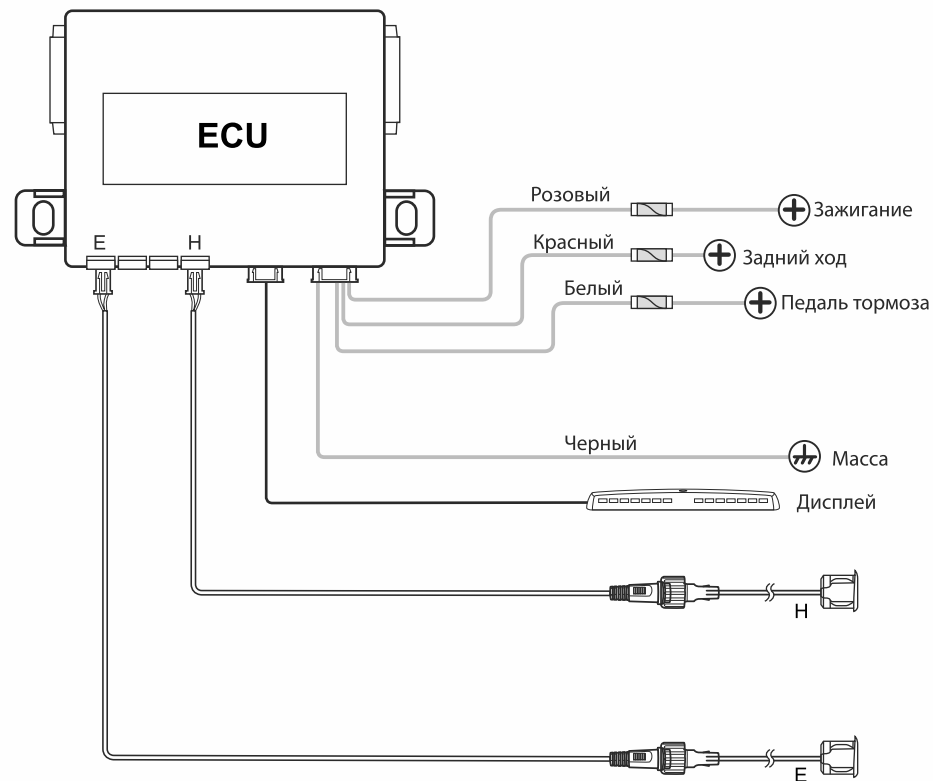 ECU
Розовый
Зажигание
Красный
Задний ход
E
H
Белый
Педаль тормоза
Черный
Масса
Дисплей
H
E